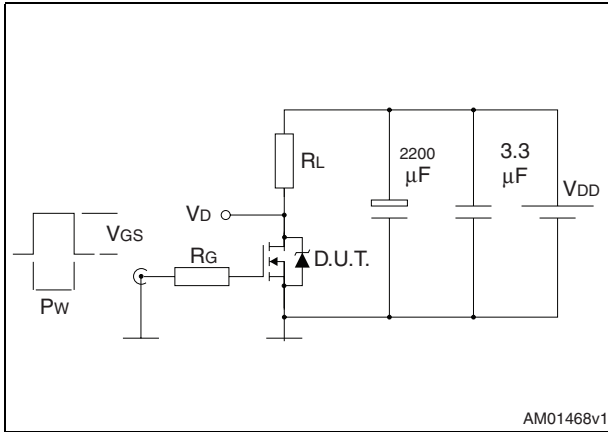 RL
2200
μF
3.3
μF
VDD
VD
VGS
RG
D.U.T.
PW
AM01468v1